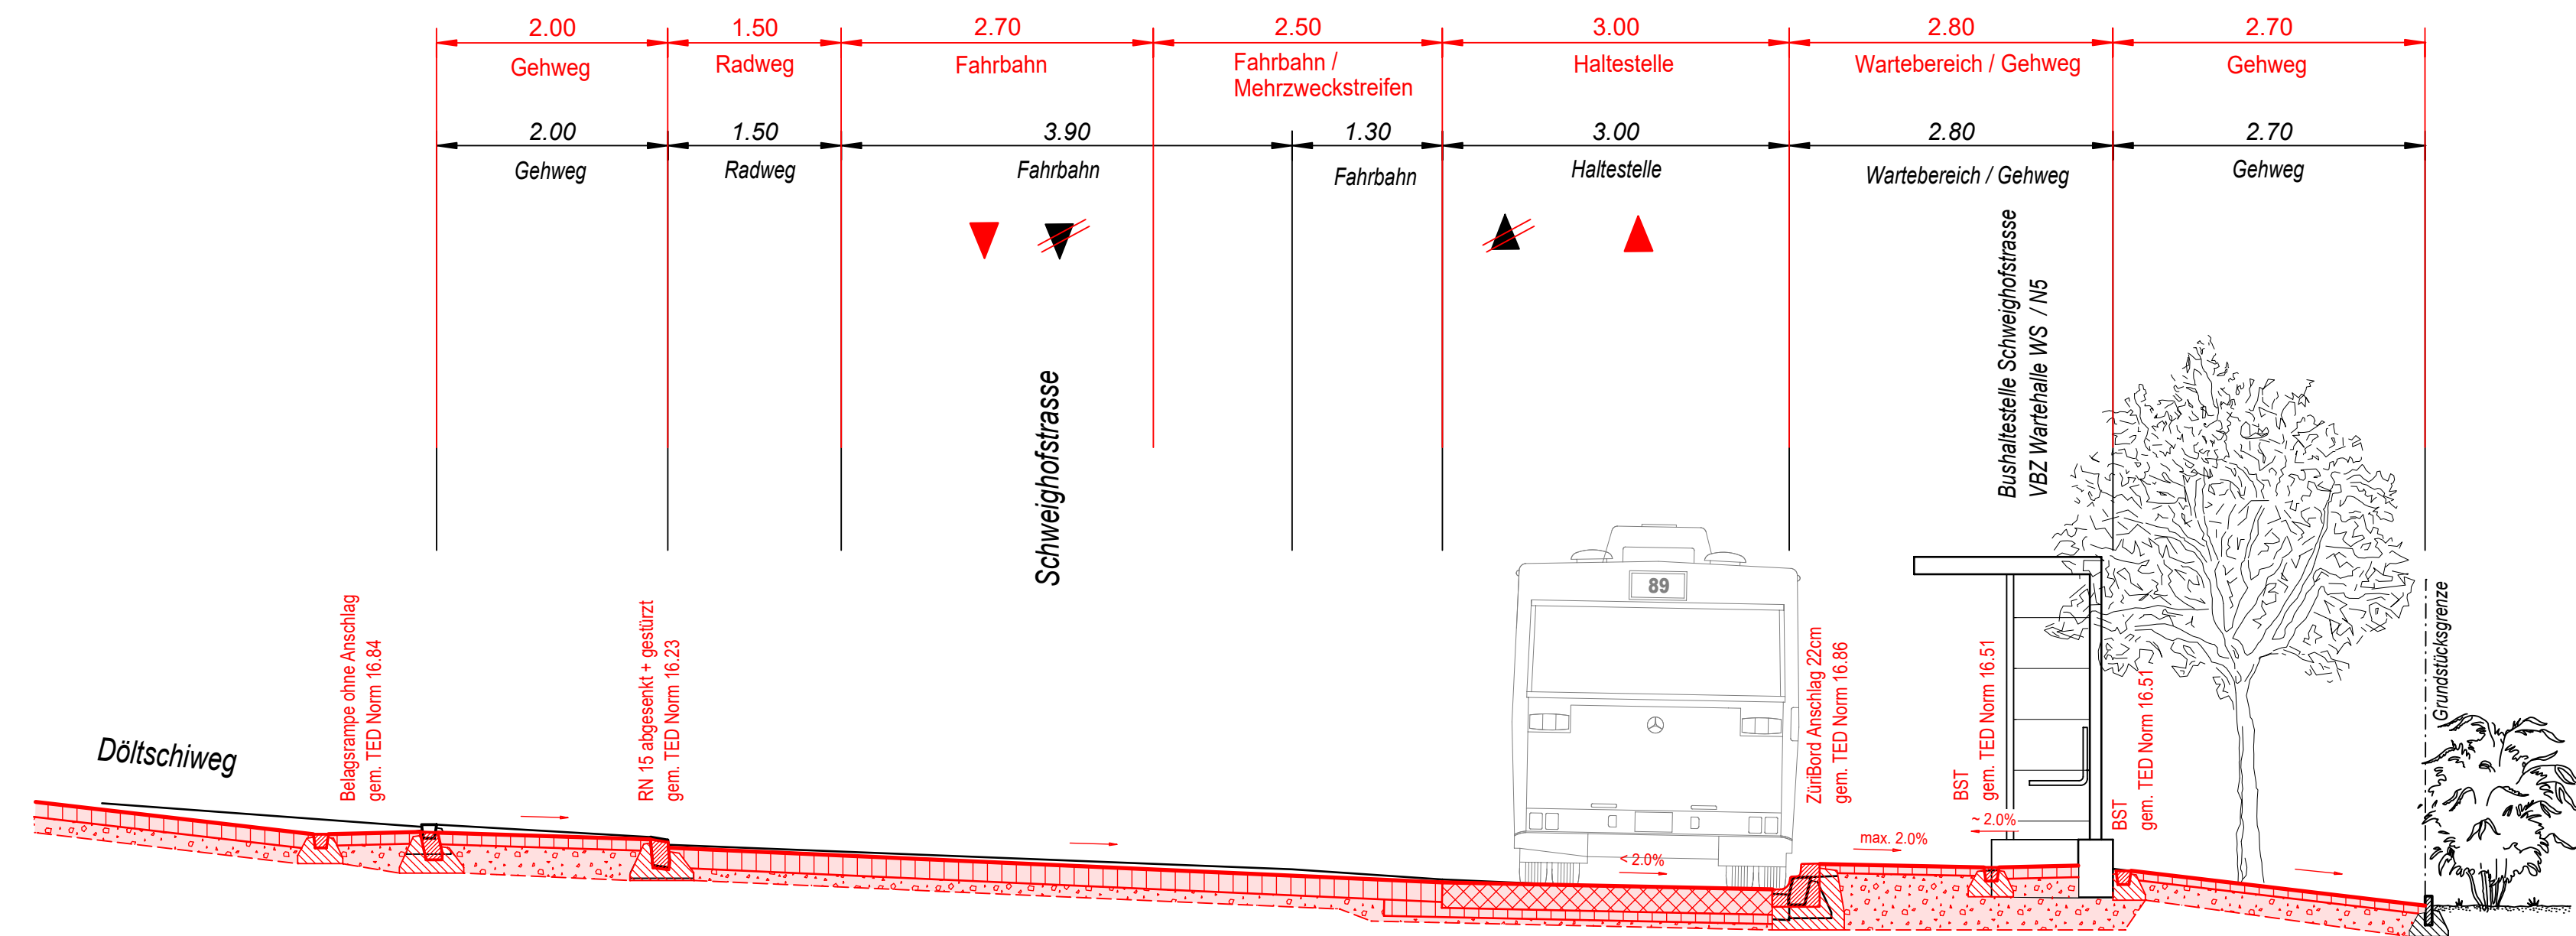 2.00 1.50 2.70 2.50 3.00 2.80 2.70
Gehweg Radweg Fahrbahn Fahrbahn / Haltestelle Wartebereich / Gehweg Gehweg
Mehrzweckstreifen
2.00 1.50 3.90 1.30 3.00 2.80 2.70
Gehweg Radweg Fahrbahn Fahrbahn Haltestelle Wartebereich / Gehweg Gehweg
Schweighofstrasse
Bushaltestelle Schweighofstrasse
VBZ Wartehalle WS / N5
89
Döltschiweg
Belagsrampe ohne Anschlag
gem. TED Norm 16.84
RN 15 abgesenkt + gestürzt
gem. TED Norm 16.23
ZüriBord Anschlag 22cm
gem. TED Norm 16.86
BST
gem. TED Norm 16.51
BST
gem. TED Norm 16.51
Grundstücksgrenze
< 2.0%
max. 2.0%
~ 2.0%